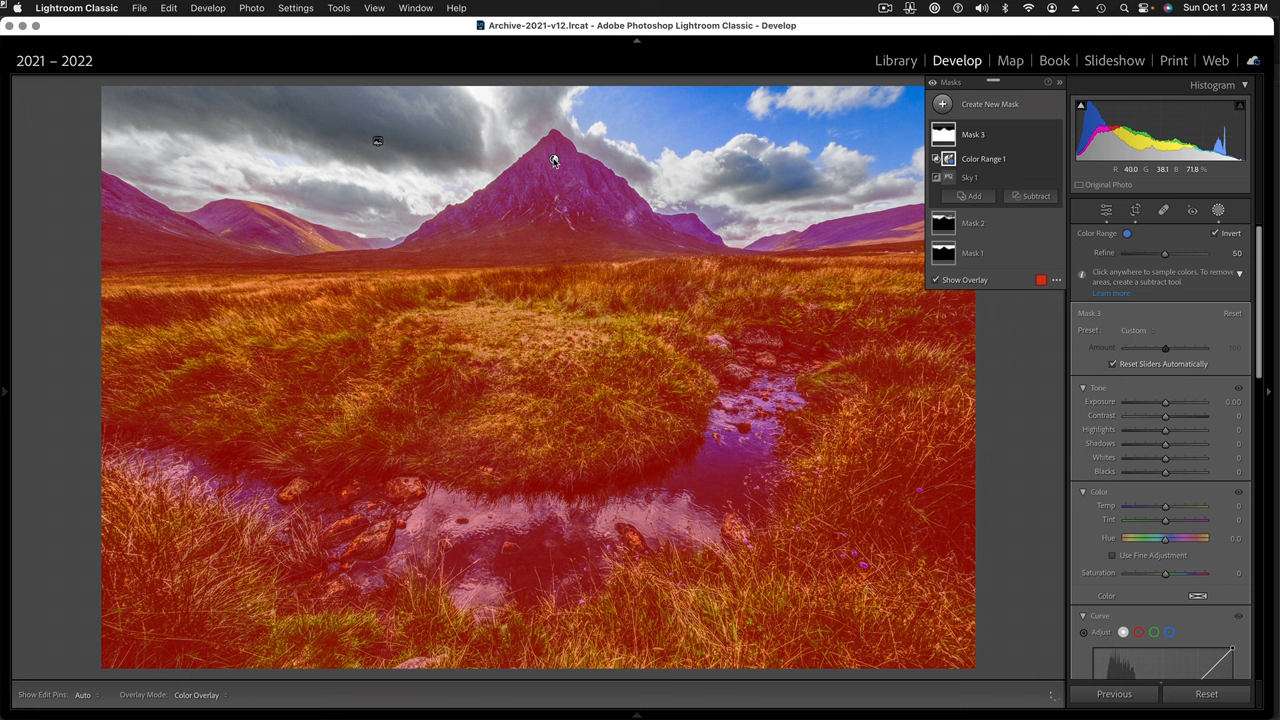 Lightroom Classic File Edit Develop Photo Settings Tools View Window Help Sun Oct 1 2:33 PM
Archive-2021-v12.lrcat - Adobe Photoshop Lightroom Classic - Develop
2021 – 2022
Library Develop Map Book Slideshow Print Web
Masks
Create New Mask
Mask 3
Color Range 1
Sky 1
Add Subtract
Mask 2
Mask 1
Show Overlay
Histogram
R 40.0 G 38.1 B 71.8 %
Original Photo
Color Range Invert
Refine 50
Click anywhere to sample colors. To remove
areas, create a subtract tool.
Learn more
Mask 3 Reset
Preset : Custom
Amount 100
Reset Sliders Automatically
Tone
Exposure 0.00
Contrast 0
Highlights 0
Shadows 0
Whites 0
Blacks 0
Color
Temp 0
Tint 0
Hue 0.0
Use Fine Adjustment
Saturation 0
Color
Curve
Adjust
Show Edit Pins: Auto Overlay Mode: Color Overlay
Previous Reset